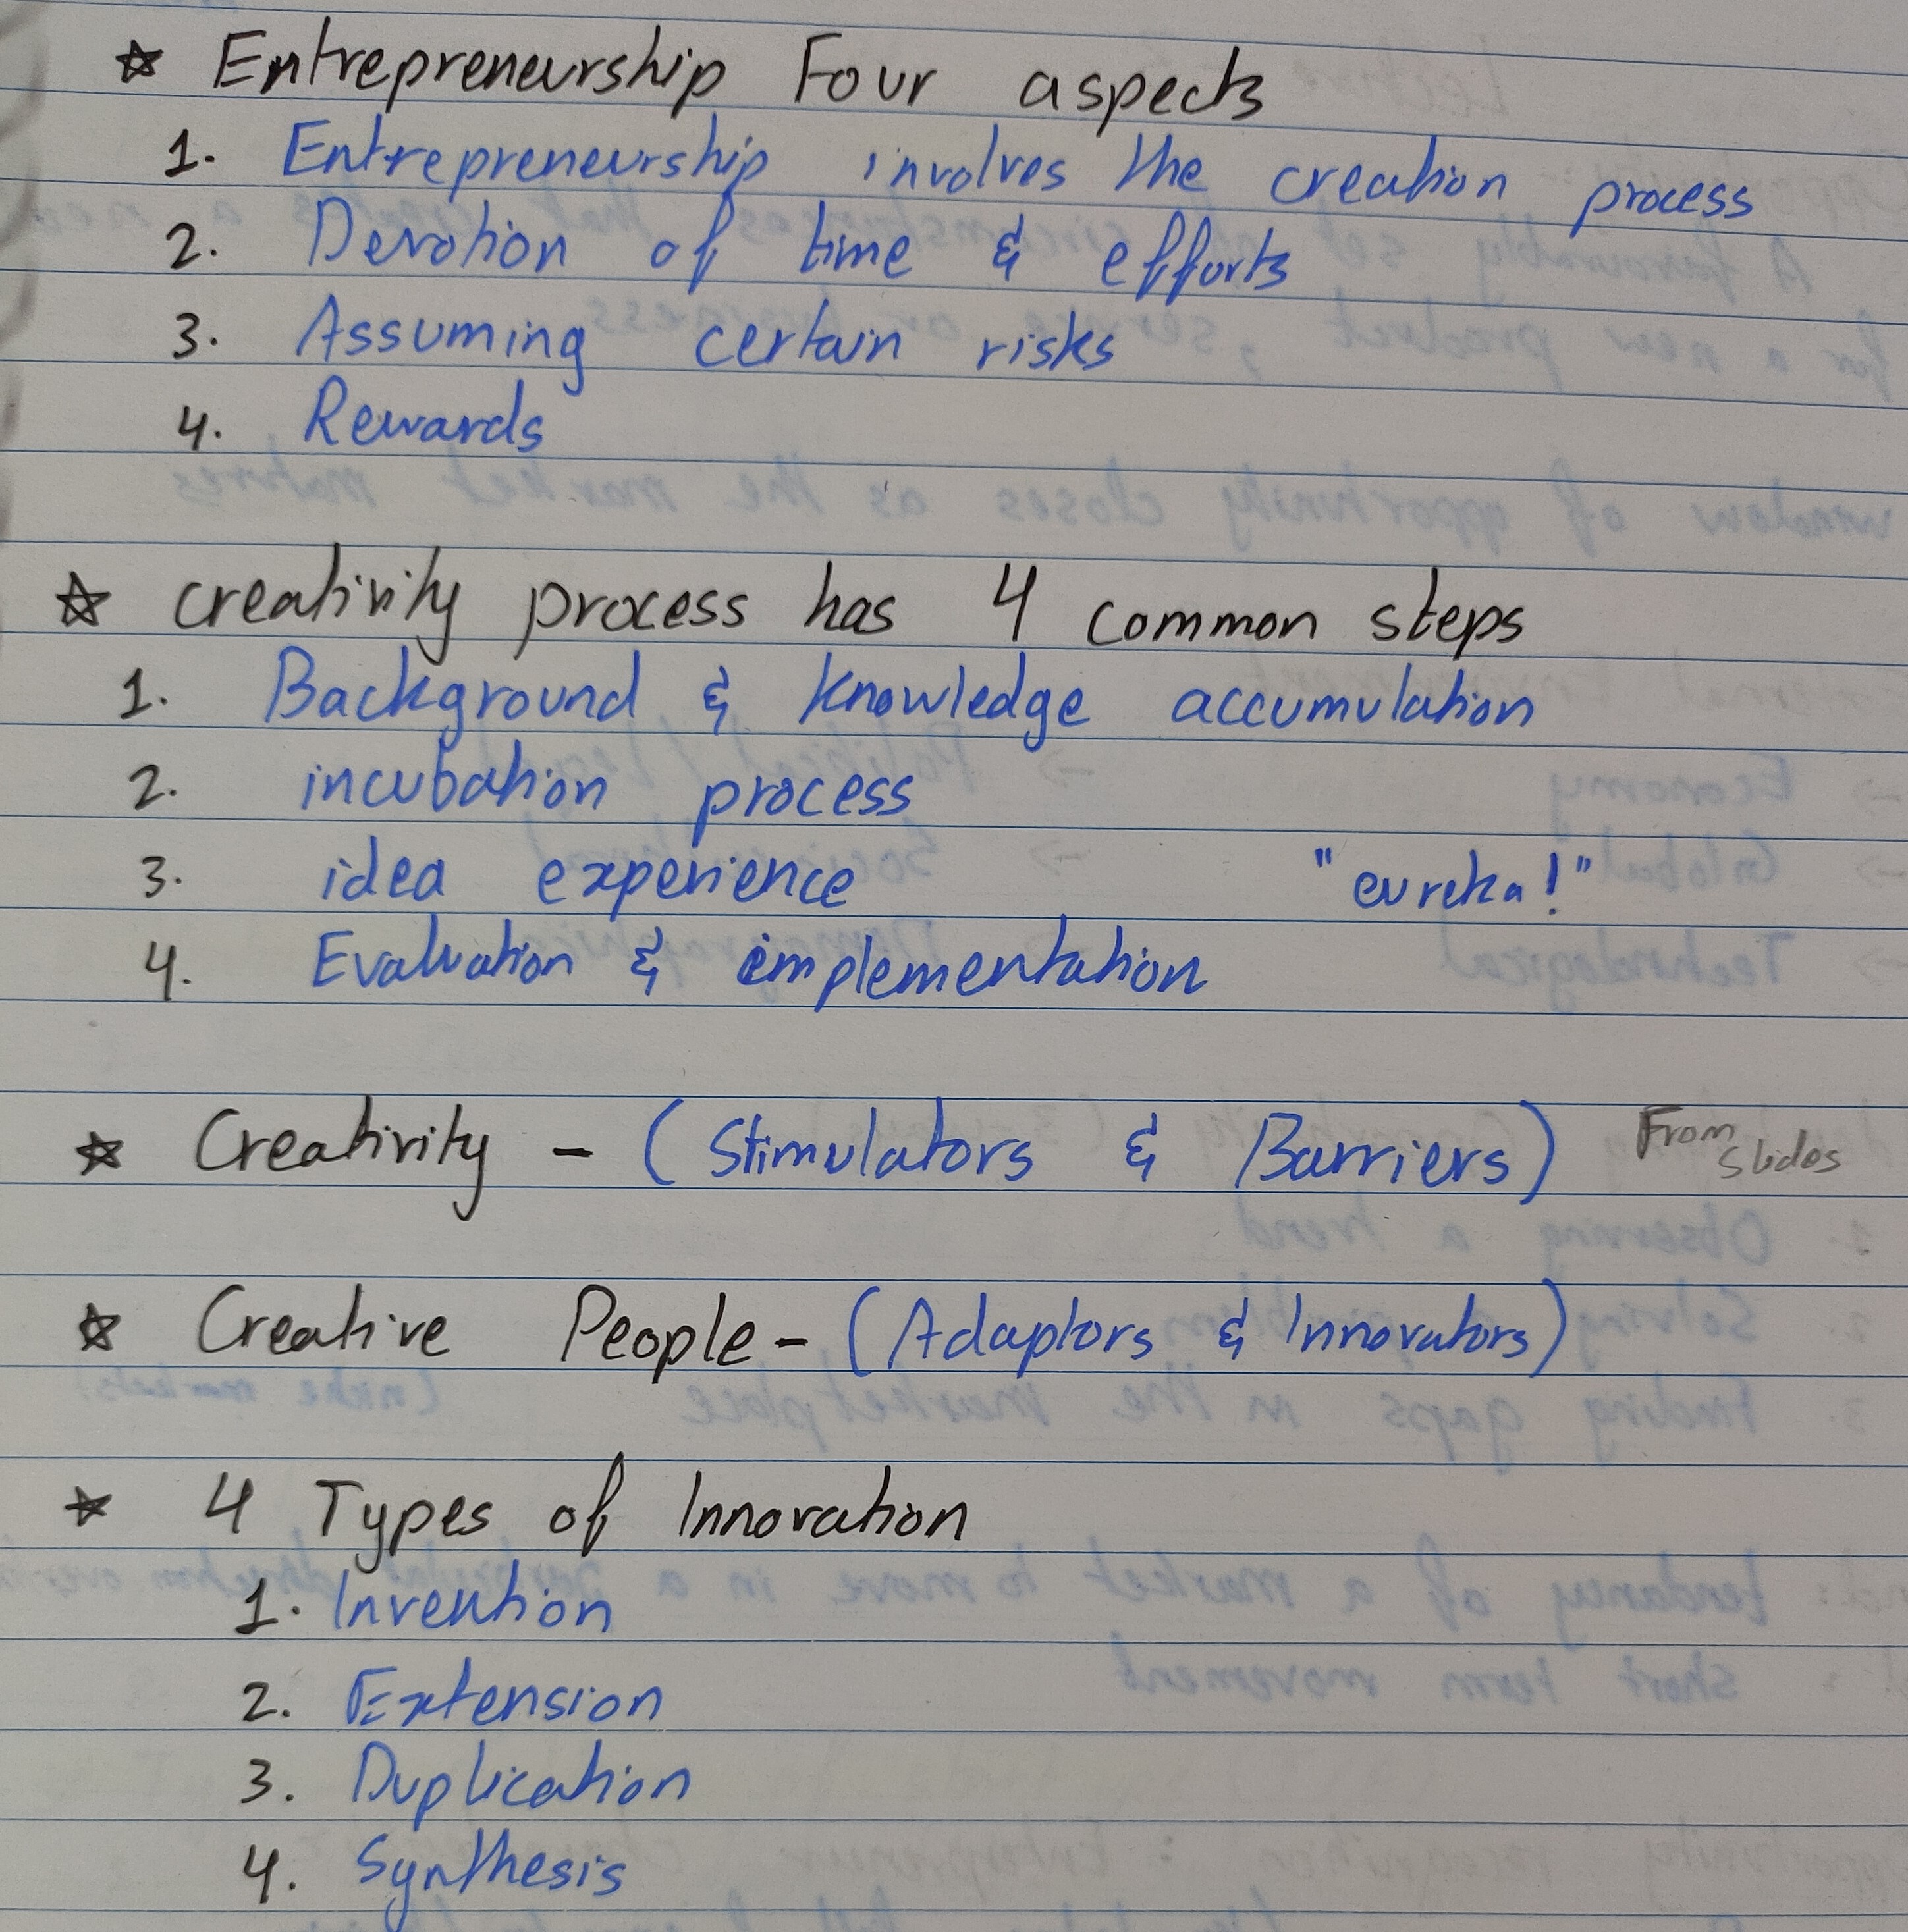 ☆ Entrepreneurship Four aspects
1. Entrepreneurship involves the creation process
2. Devotion of time & efforts
3. Assuming certain risks
4. Rewards
☆ creativity process has 4 common steps
1. Background & knowledge accumulation
2. incubation process
3. idea experience "eureka!"
4. Evaluation & implementation
☆ Creativity - (Stimulators & Barriers) From slides
☆ Creative People - (Adaptors & Innovators)
☆ 4 Types of Innovation
1. Invention
2. Extension
3. Duplication
4. Synthesis